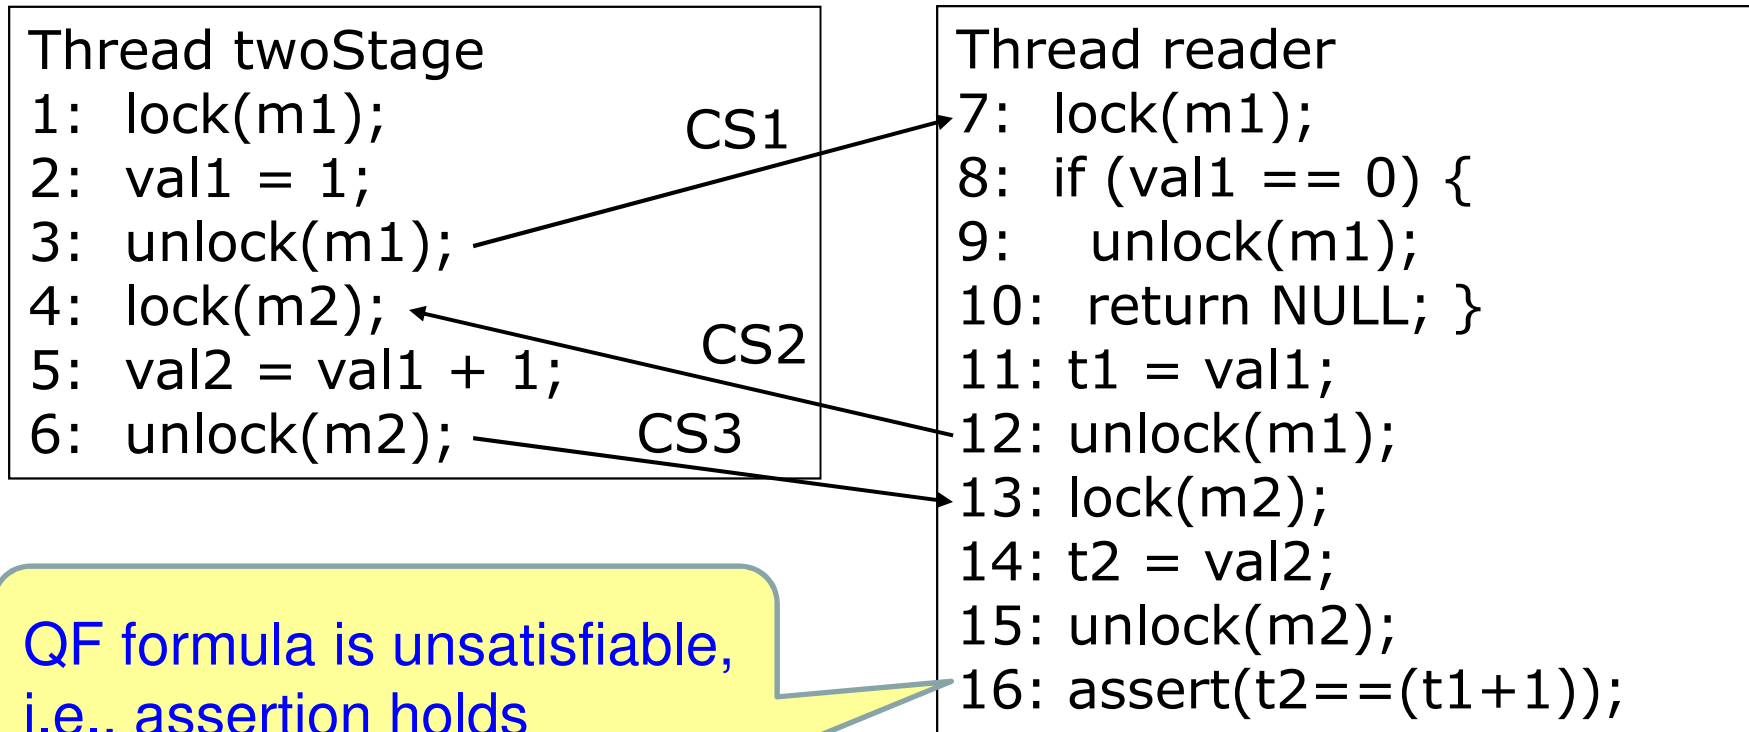 Thread twoStage
1: lock(m1);
2: val1 = 1;
3: unlock(m1);
4: lock(m2);
5: val2 = val1 + 1;
6: unlock(m2);
CS1
CS2
CS3
Thread reader
7: lock(m1);
8: if (val1 == 0) {
9: unlock(m1);
10: return NULL; }
11: t1 = val1;
12: unlock(m1);
13: lock(m2);
14: t2 = val2;
15: unlock(m2);
16: assert(t2==(t1+1));
QF formula is unsatisfiable,
i.e., assertion holds